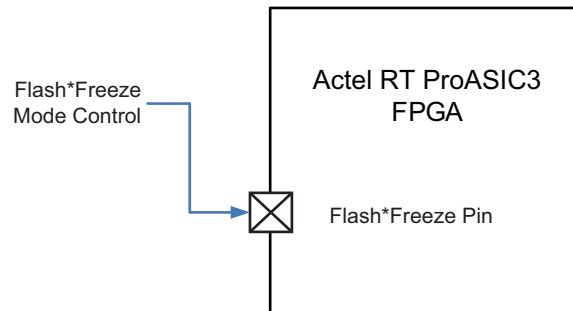 Actel RT ProASIC3
FPGA
Flash*Freeze
Mode Control
Flash*Freeze Pin